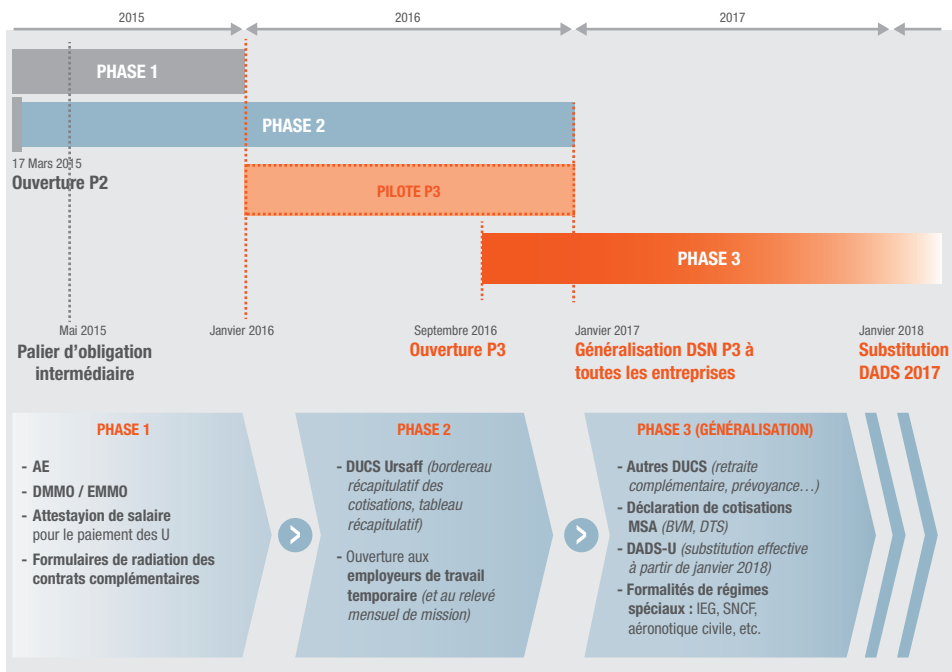 2015
2016
2017
PHASE 1
PHASE 2
17 Mars 2015
Ouverture P2
PILOTE P3
PHASE 3
Mai 2015
Palier d'obligation
intermédiaire
Janvier 2016
Septembre 2016
Ouverture P3
Janvier 2017
Généralisation DSN P3 à
toutes les entreprises
Janvier 2018
Substitution
DADS 2017
PHASE 1
- AE
- DMMO / EMMO
- Attestayion de salaire
pour le paiement des U
- Formulaires de radiation des
contrats complémentaires
PHASE 2
- DUCS Ursaff (bordereau
récapitulatif des
cotisations, tableau
récapitulatif)
- Ouverture aux
employeurs de travail
temporaire (et au relevé
mensuel de mission)
PHASE 3 (GÉNÉRALISATION)
- Autres DUCS (retraite
complémentaire, prévoyance…)
- Déclaration de cotisations
MSA (BVM, DTS)
- DADS-U (substitution effective
à partir de janvier 2018)
- Formalités de régimes
spéciaux : IEG, SNCF,
aéronotique civile, etc.